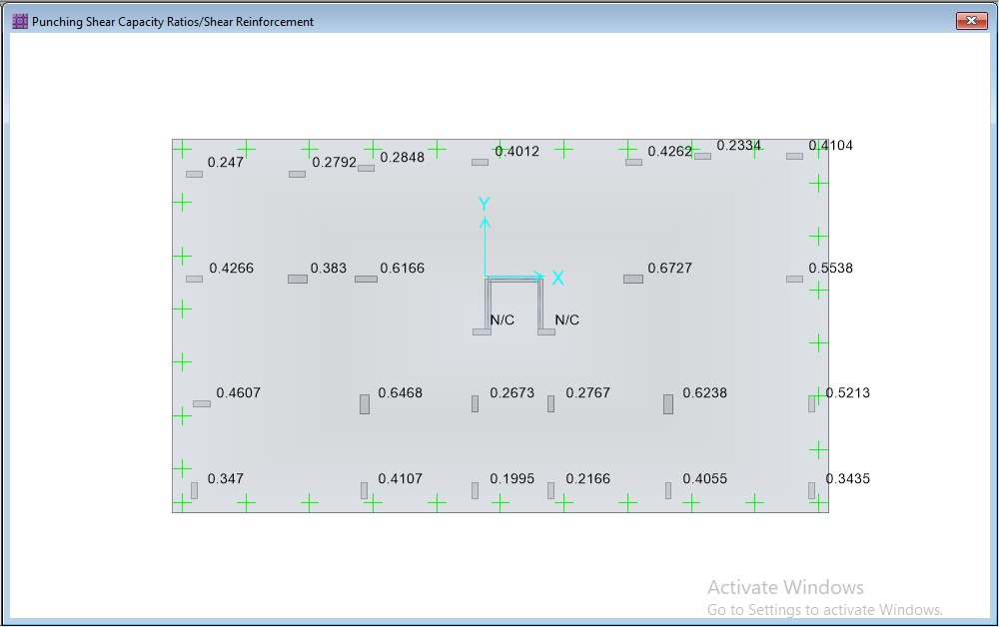 Punching Shear Capacity Ratios/Shear Reinforcement
0.247 0.2792 0.2848 0.4012 0.4262 0.2334 0.4104
Y
0.4266 0.383 0.6166 0.6727 0.5538
X
N/C N/C
0.4607 0.6468 0.2673 0.2767 0.6238 0.5213
0.347 0.4107 0.1995 0.2166 0.4055 0.3435
Activate Windows
Go to Settings to activate Windows.